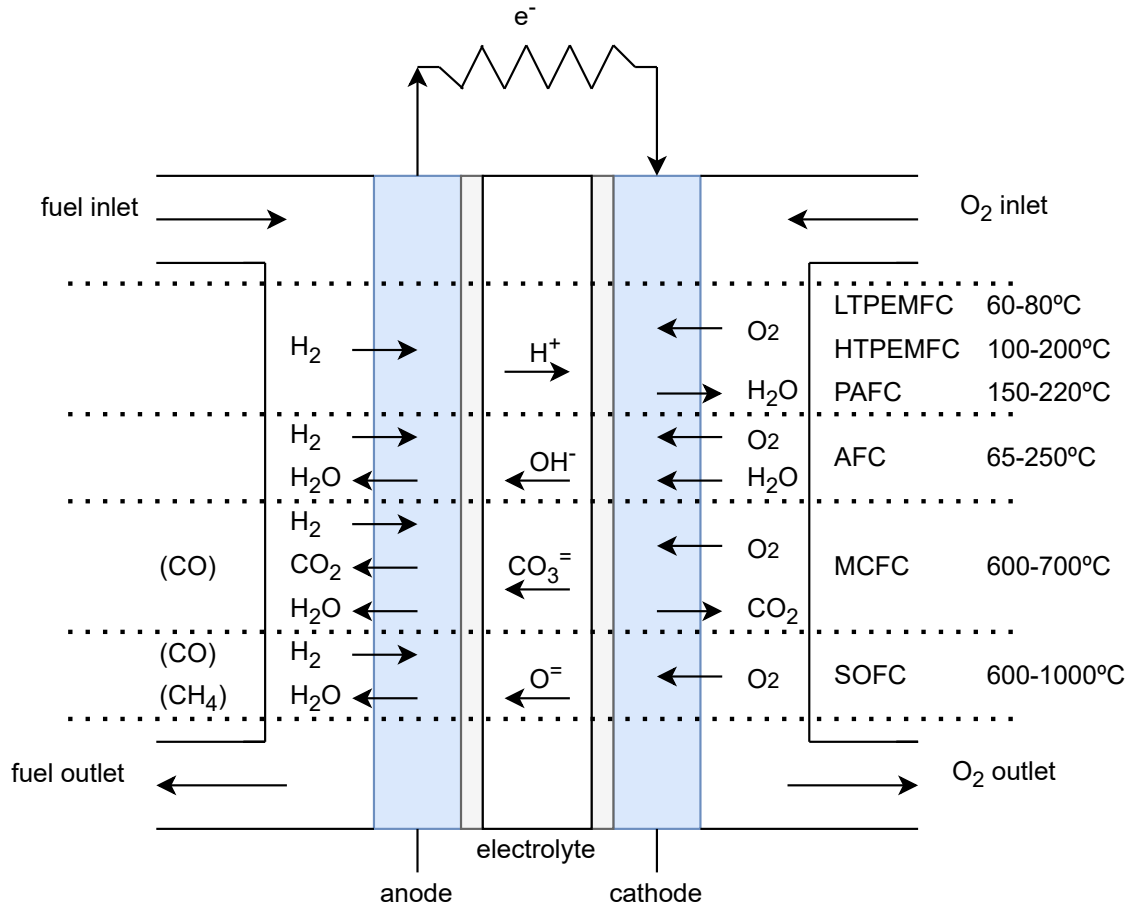 e⁻
fuel inlet
O₂ inlet
LTPEMFC 60-80ºC
H₂ H⁺ O2 HTPEMFC 100-200ºC
H₂O PAFC 150-220ºC
H₂ O2
OH- AFC 65-250ºC
H₂O H₂O
H₂
O2
(CO) CO₂ CO₃⁼ MCFC 600-700ºC
H₂O CO₂
(CO) H₂
O⁼ O2 SOFC 600-1000ºC
(CH₄) H₂O
fuel outlet O₂ outlet
electrolyte
anode cathode